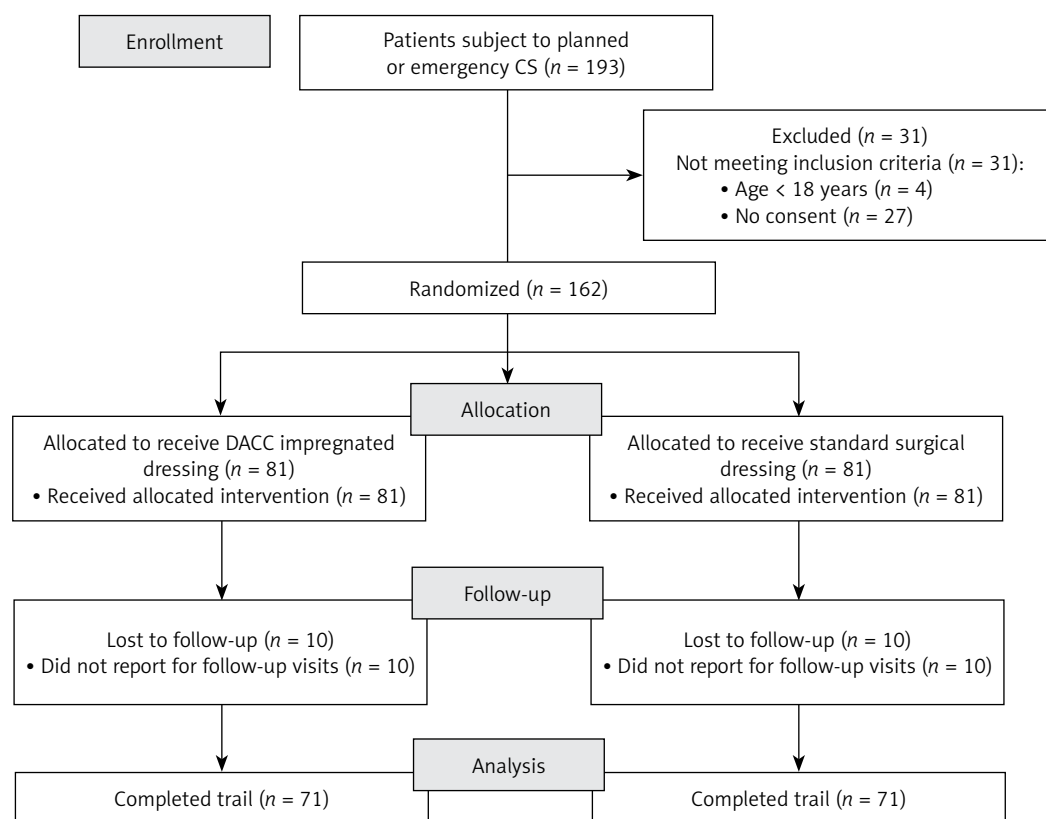 Enrollment
Patients subject to planned
or emergency CS (n = 193)
Excluded (n = 31)
Not meeting inclusion criteria (n = 31):
• Age < 18 years (n = 4)
• No consent (n = 27)
Randomized (n = 162)
Allocation
Allocated to receive DACC impregnated
dressing (n = 81)
• Received allocated intervention (n = 81)
Allocated to receive standard surgical
dressing (n = 81)
• Received allocated intervention (n = 81)
Follow-up
Lost to follow-up (n = 10)
• Did not report for follow-up visits (n = 10)
Lost to follow-up (n = 10)
• Did not report for follow-up visits (n = 10)
Analysis
Completed trail (n = 71)
Completed trail (n = 71)